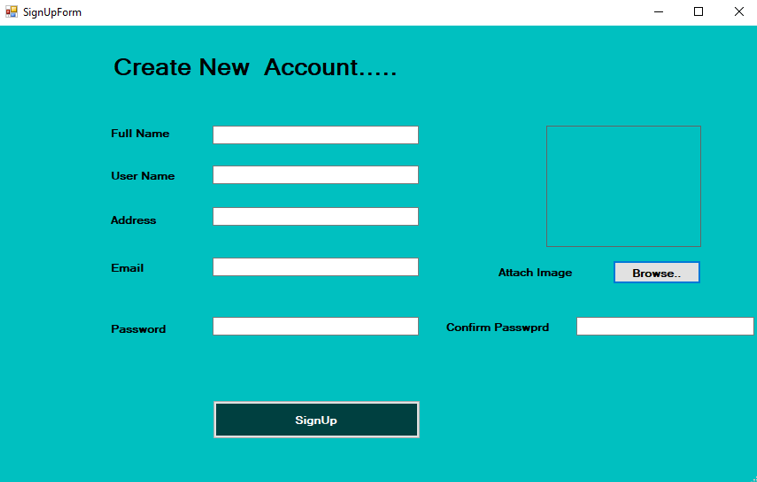 SignUpForm
Create New  Account.....
Full Name
User Name
Address
Email
Attach Image
Browse..
Password
Confirm Passwprd
SignUp